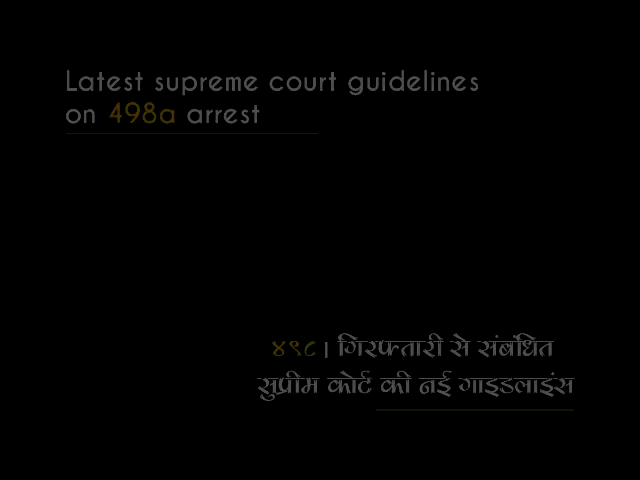 Latest supreme court guidelines
on 498a arrest
४९८ | गिरफ्तारी से संबंधित
सुप्रीम कोर्ट की नई गाइडलाइंस